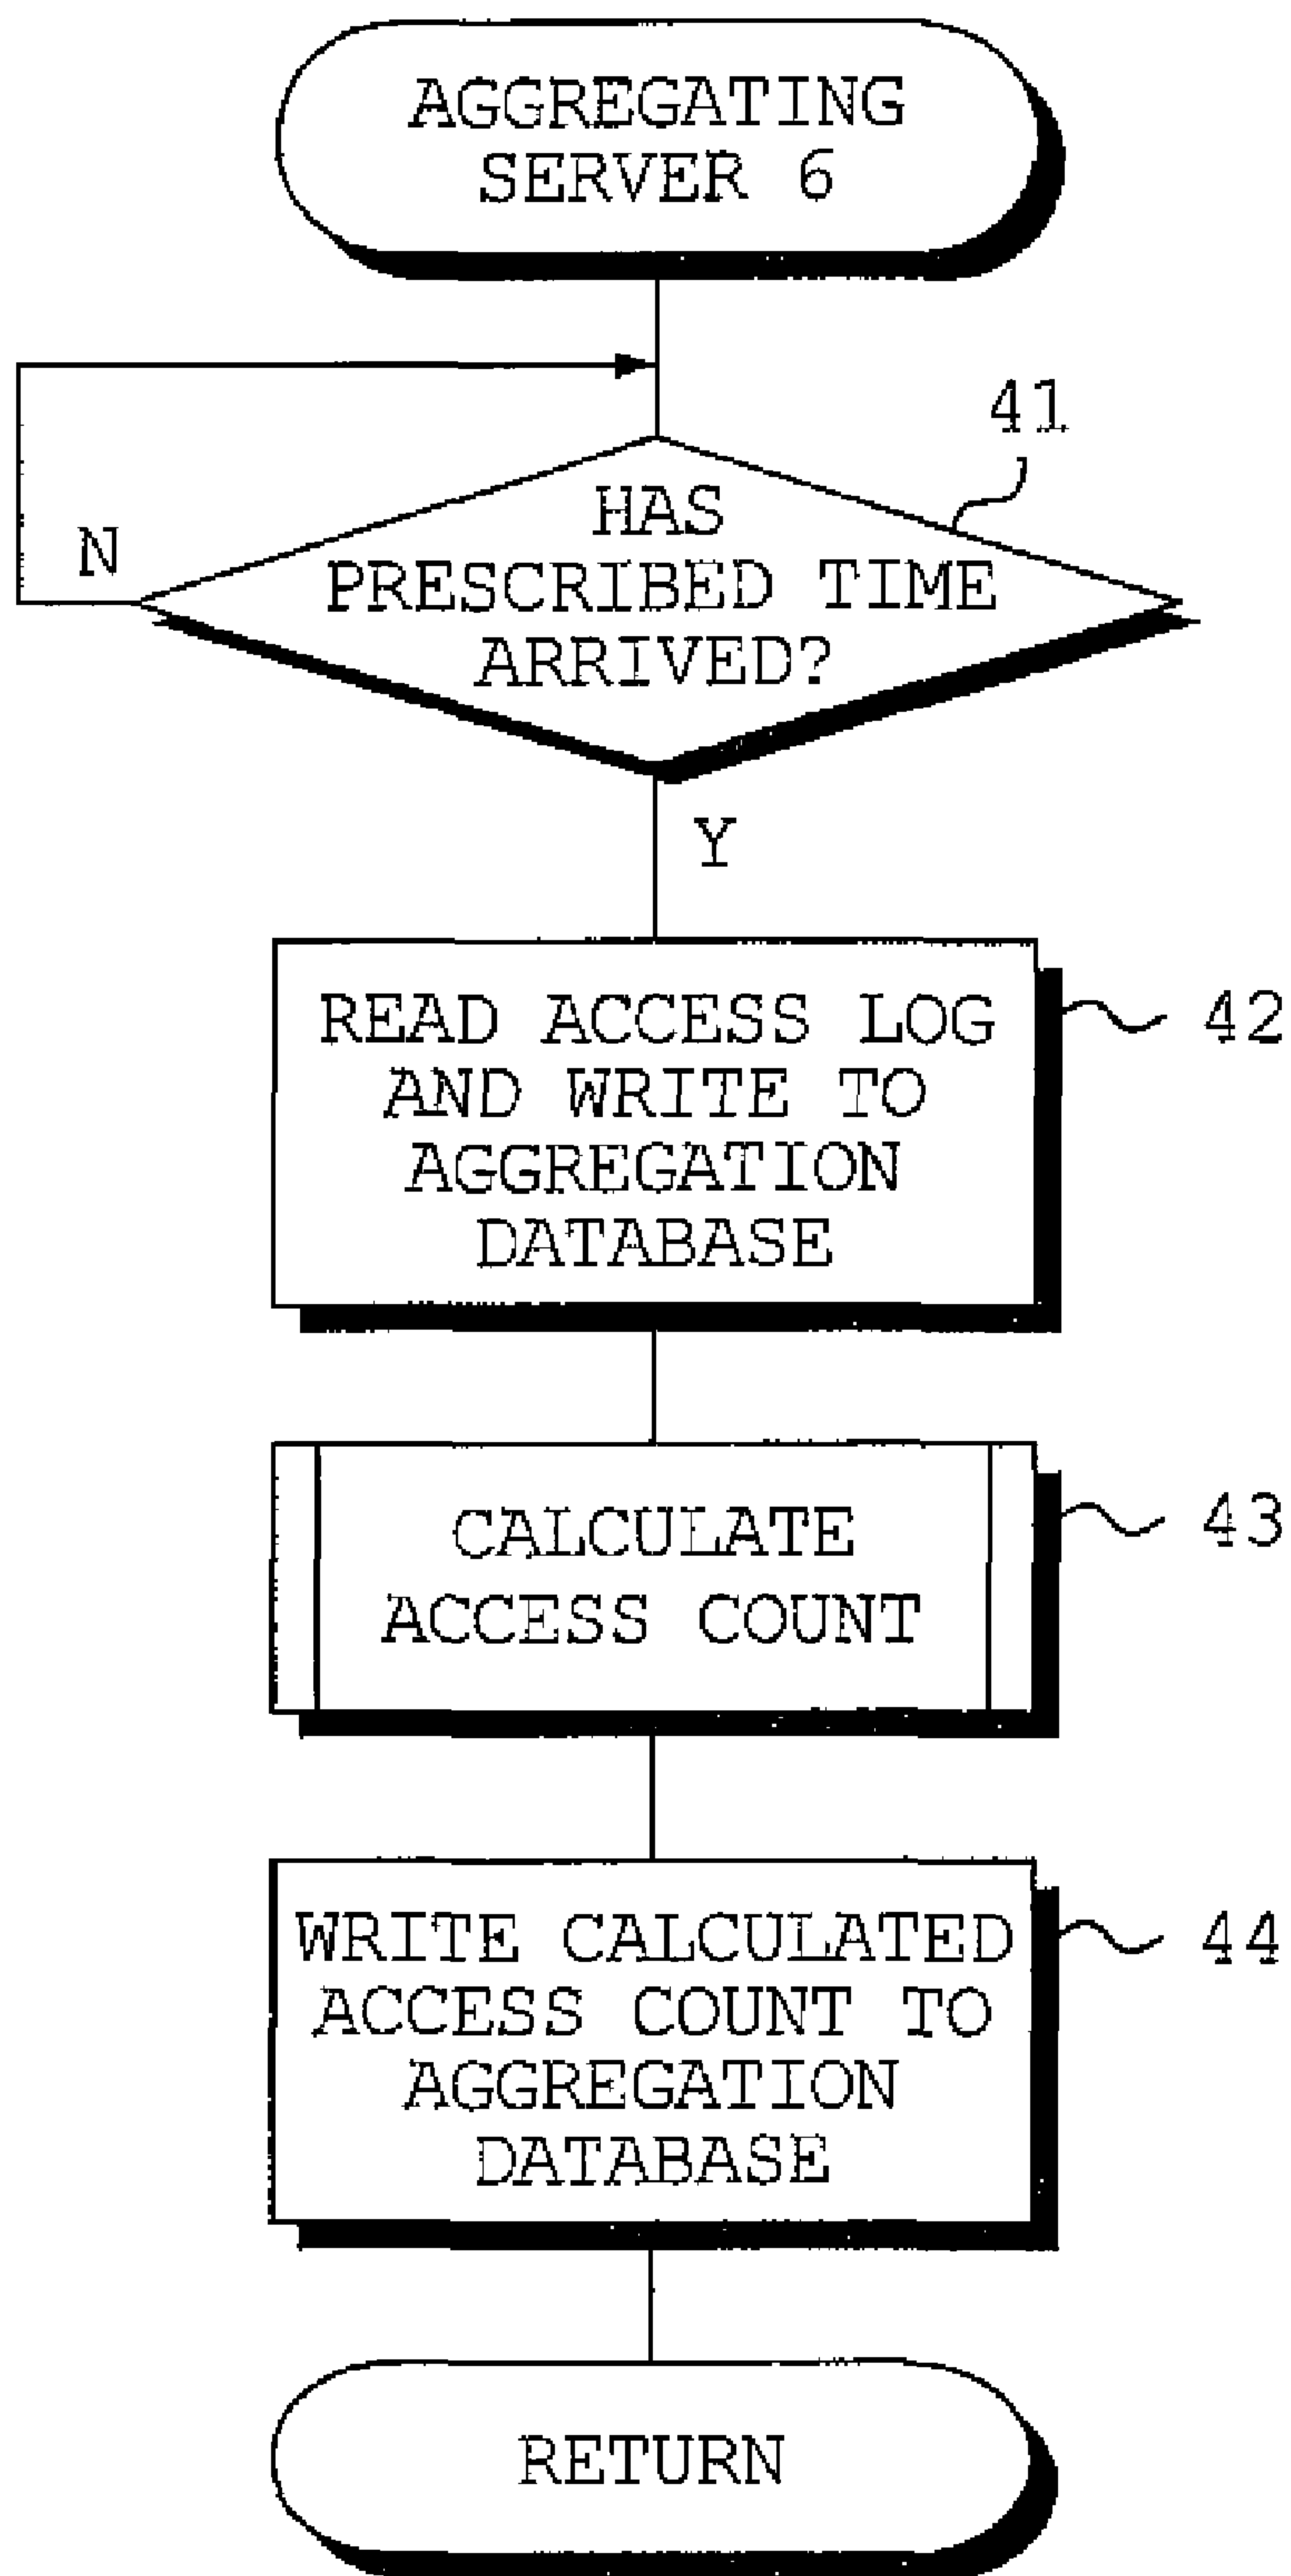 AGGREGATING
SERVER 6
41
HAS
PRESCRIBED TIME
ARRIVED?
N
Y
READ ACCESS LOG
AND WRITE TO
AGGREGATION
DATABASE
42
CALCULATE
ACCESS COUNT
43
WRITE CALCULATED
ACCESS COUNT TO
AGGREGATION
DATABASE
44
RETURN